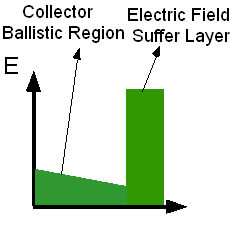 Collector
Ballistic Region
Electric Field
Suffer Layer
E